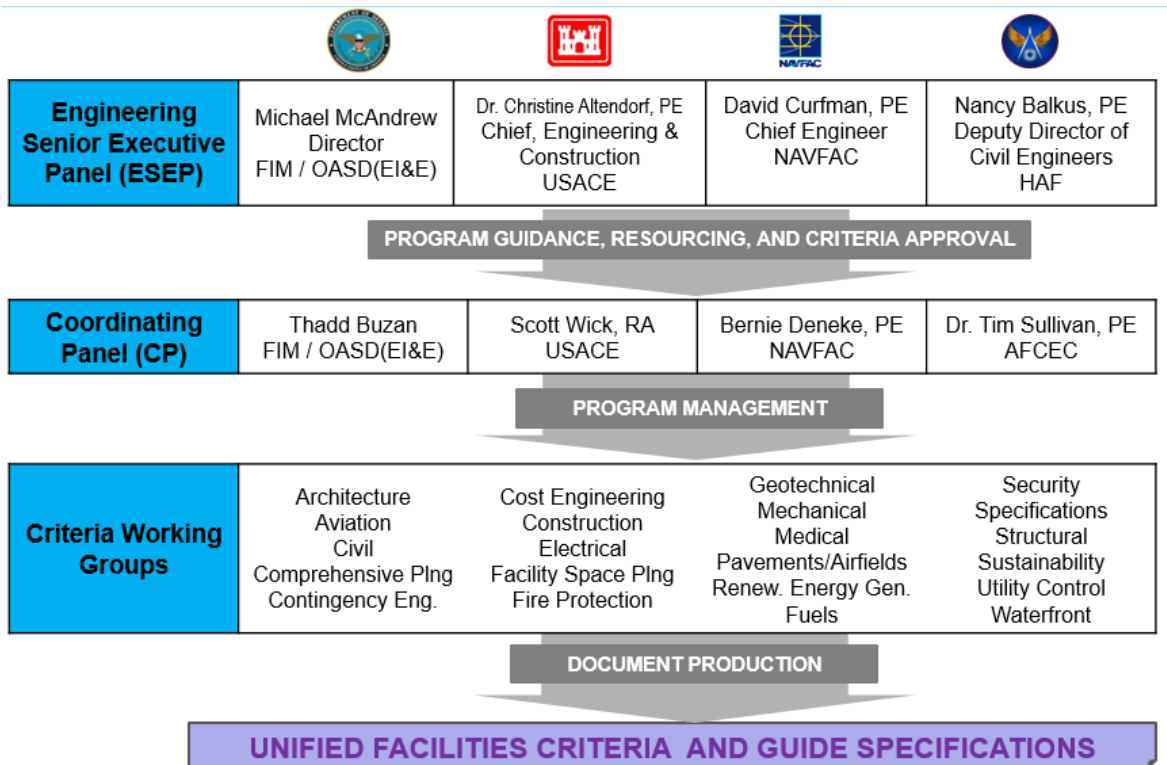 NAVFAC
Engineering
Senior Executive
Panel (ESEP)
Michael McAndrew
Director
FIM / OASD(EI&E)
Dr. Christine Altendorf, PE
Chief, Engineering &
Construction
USACE
David Curfman, PE
Chief Engineer
NAVFAC
Nancy Balkus, PE
Deputy Director of
Civil Engineers
HAF
PROGRAM GUIDANCE, RESOURCING, AND CRITERIA APPROVAL
Coordinating
Panel (CP)
Thadd Buzan
FIM / OASD(EI&E)
Scott Wick, RA
USACE
Bernie Deneke, PE
NAVFAC
Dr. Tim Sullivan, PE
AFCEC
PROGRAM MANAGEMENT
Criteria Working
Groups
Architecture
Aviation
Civil
Comprehensive Plng
Contingency Eng.
Cost Engineering
Construction
Electrical
Facility Space Plng
Fire Protection
Geotechnical
Mechanical
Medical
Pavements/Airfields
Renew. Energy Gen.
Fuels
Security
Specifications
Structural
Sustainability
Utility Control
Waterfront
DOCUMENT PRODUCTION
UNIFIED FACILITIES CRITERIA AND GUIDE SPECIFICATIONS